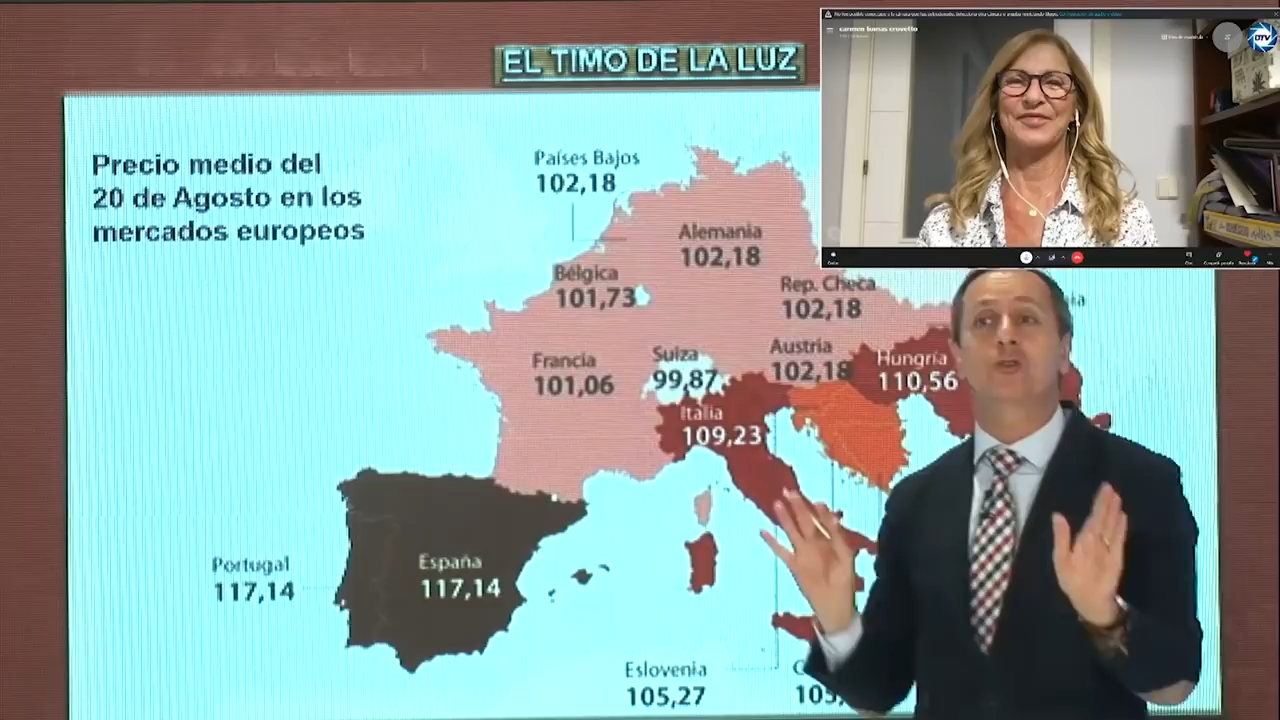 EL TIMO DE LA LUZ
Precio medio del
20 de Agosto en los
mercados europeos
Países Bajos
102,18
Alemania
102,18
Bélgica
101,73
Rep. Checa
102,18
Francia
101,06
Suiza
99,87
Austria
102,18
Hungría
110,56
Italia
109,23
Portugal
117,14
España
117,14
Eslovenia
105,27
carmen liomas crovetto
DTV